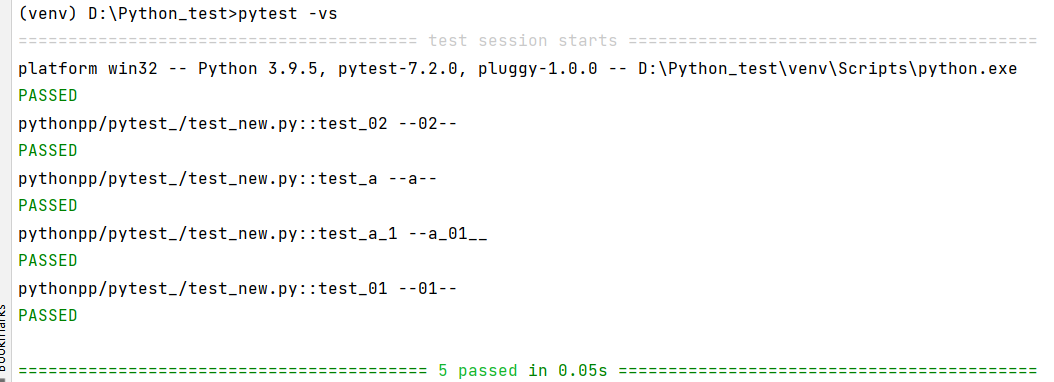 (venv) D:\Python_test>pytest -vs
======================================== test session starts =========================================
platform win32 -- Python 3.9.5, pytest-7.2.0, pluggy-1.0.0 -- D:\Python_test\venv\Scripts\python.exe
PASSED
pythonpp/pytest_/test_new.py::test_02 --02--
PASSED
pythonpp/pytest_/test_new.py::test_a --a--
PASSED
pythonpp/pytest_/test_new.py::test_a_1 --a_01__
PASSED
pythonpp/pytest_/test_new.py::test_01 --01--
PASSED
========================================= 5 passed in 0.05s ==========================================
Bookmarks